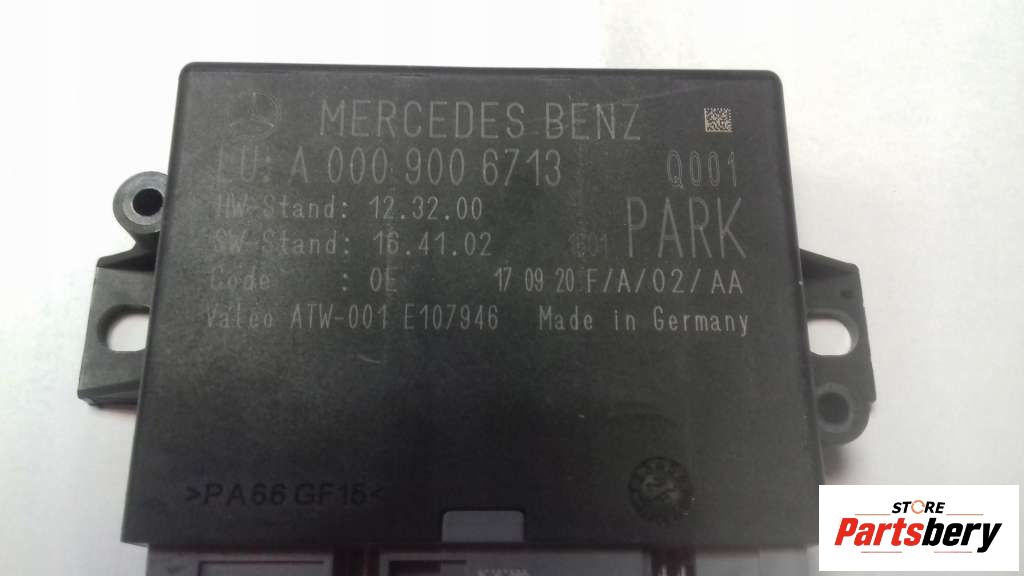 MERCEDES BENZ
EU: A 000 900 6713 Q001
HW-Stand: 12.32.00
SW-Stand: 16.41.02 PARK
Code : 0E 17 09 20 F/A/02/AA
Valeo ATW-001 E107946 Made in Germany
>PA66 GF15<
STORE
Partsbery